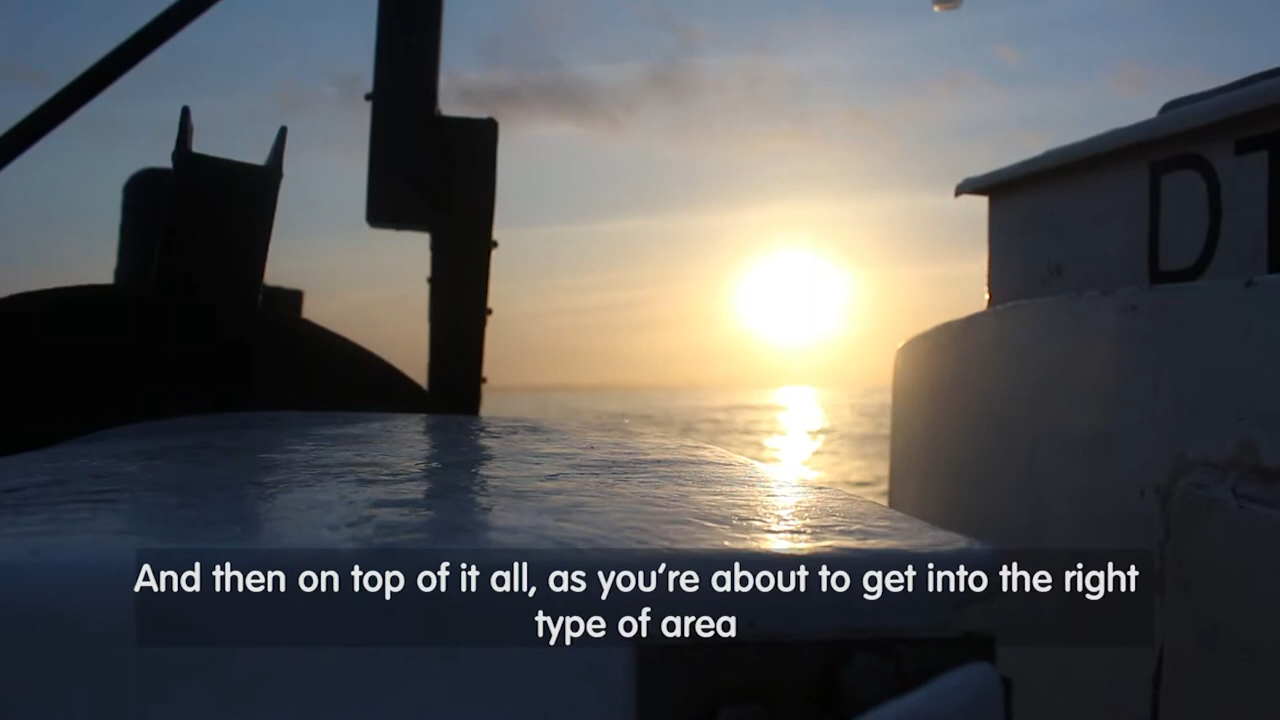 DT
And then on top of it all, as you're about to get into the right
type of area